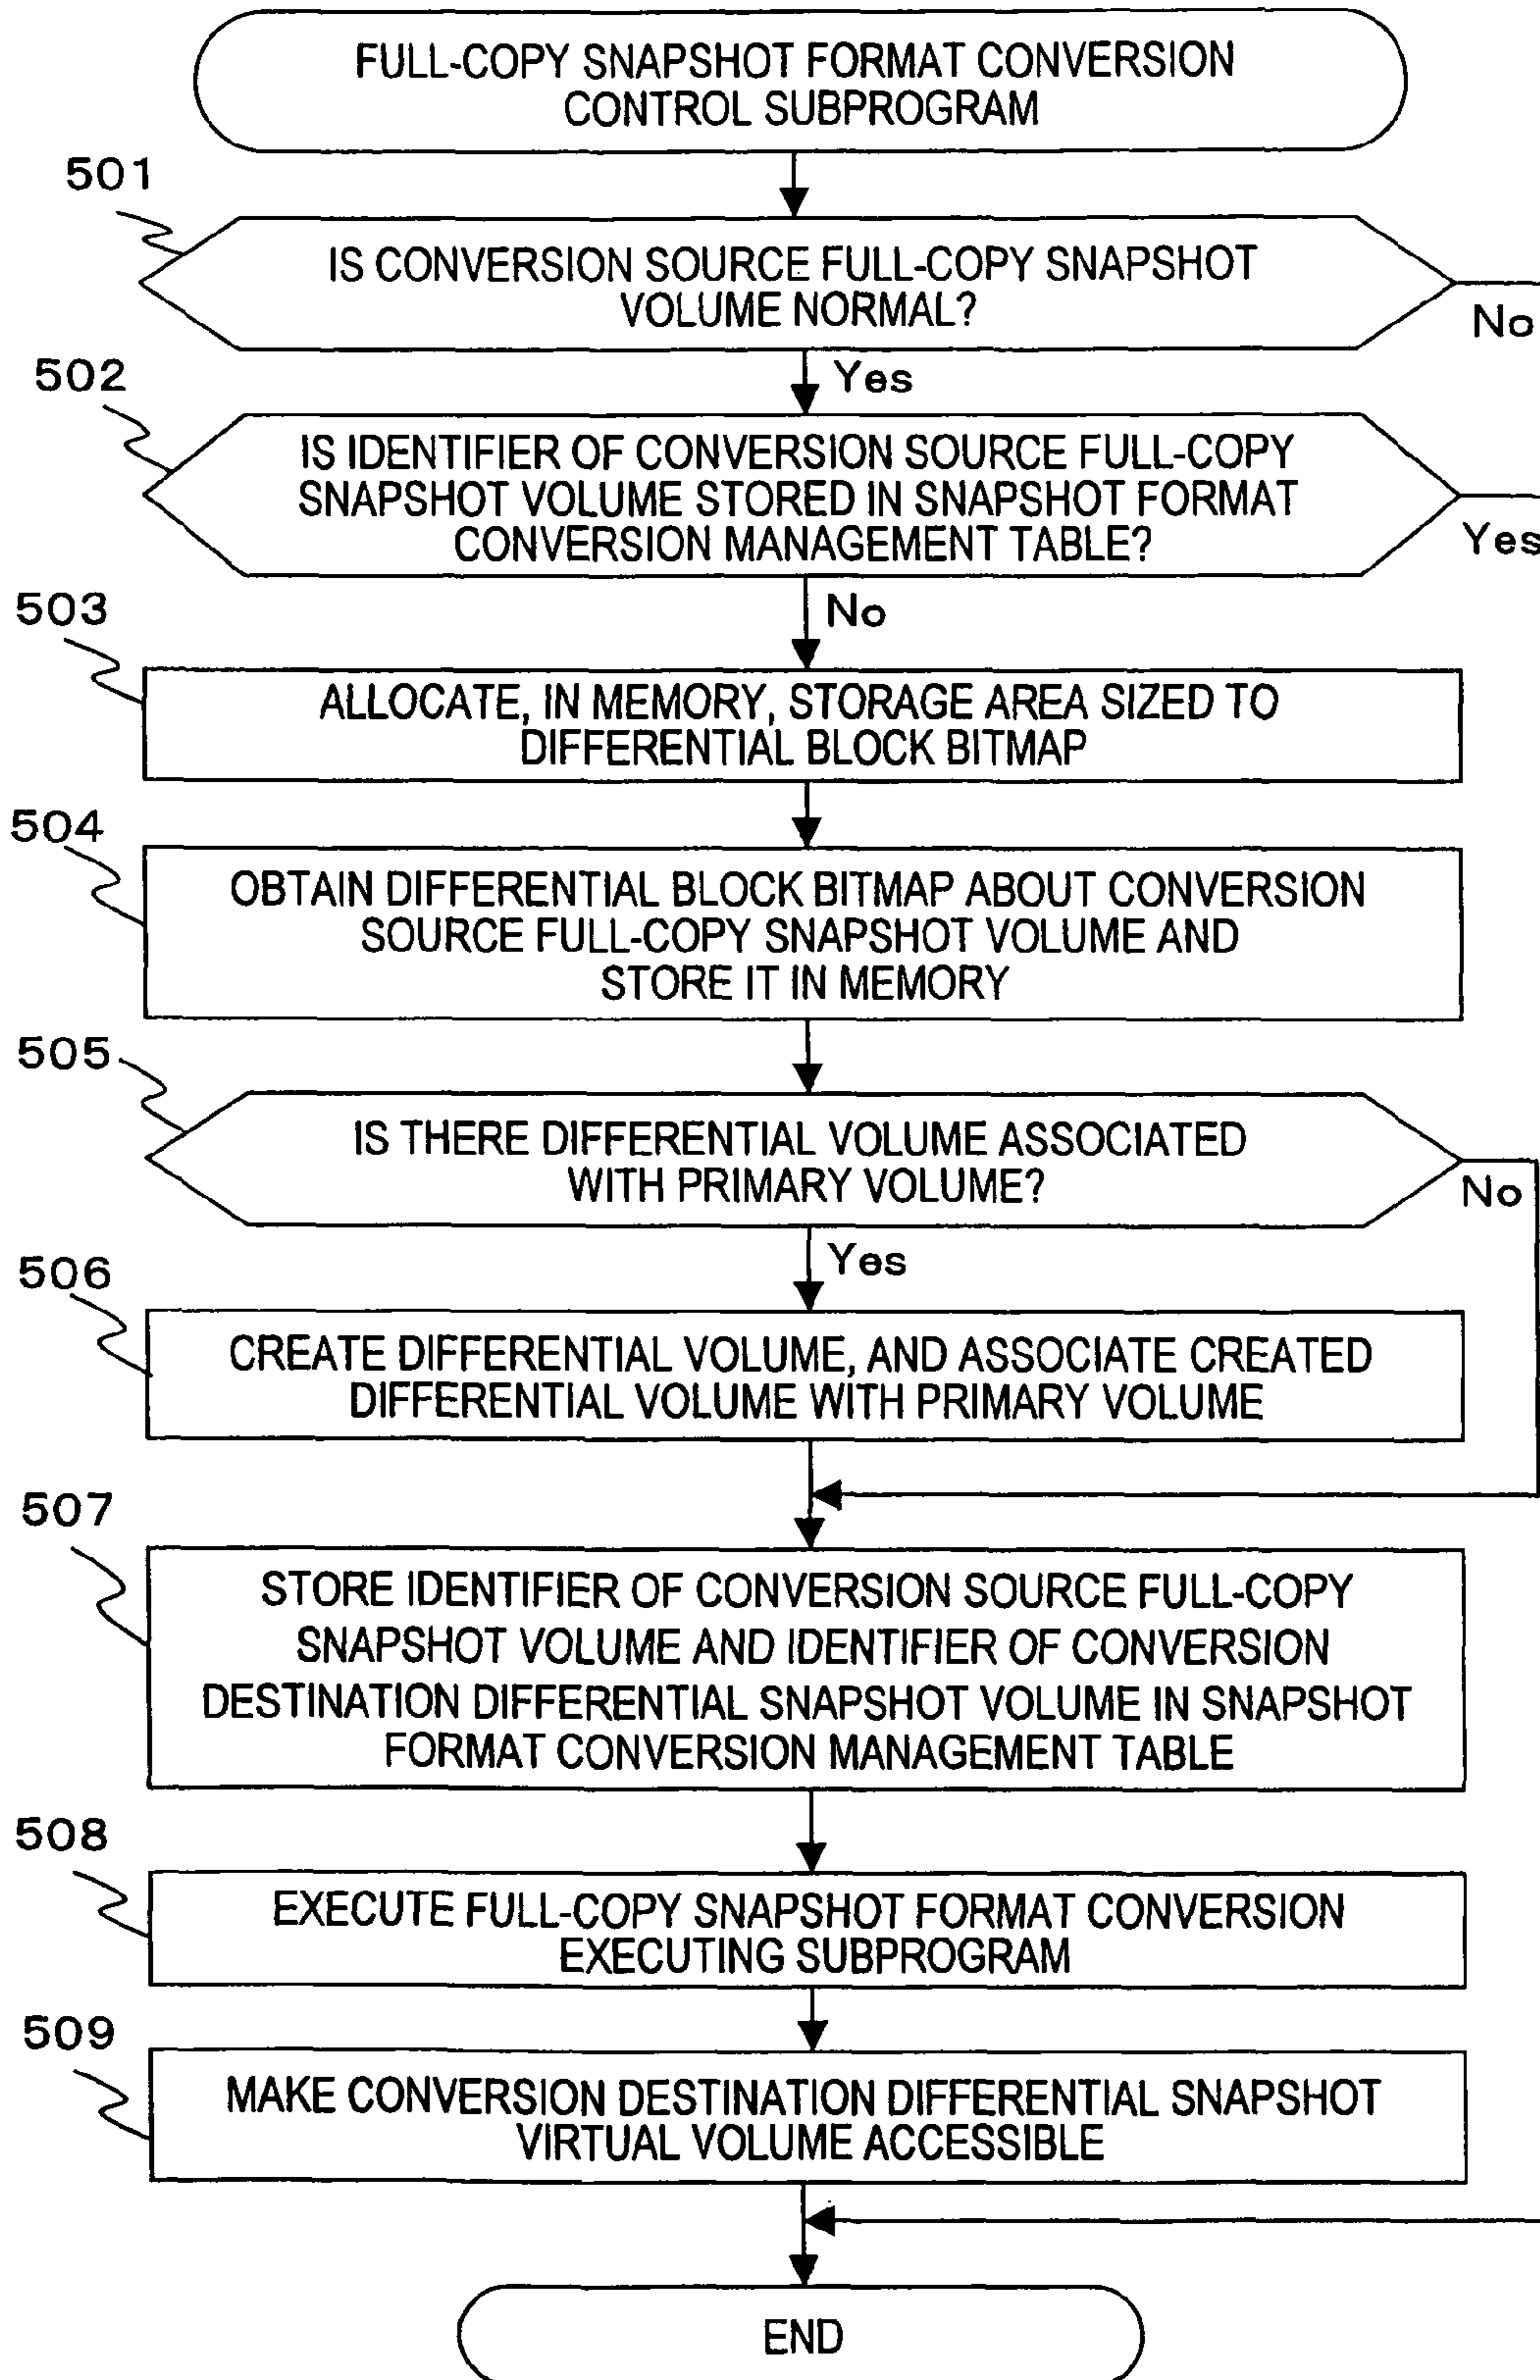 FULL-COPY SNAPSHOT FORMAT CONVERSION
CONTROL SUBPROGRAM
501
IS CONVERSION SOURCE FULL-COPY SNAPSHOT
VOLUME NORMAL?
No
Yes
502
IS IDENTIFIER OF CONVERSION SOURCE FULL-COPY
SNAPSHOT VOLUME STORED IN SNAPSHOT FORMAT
CONVERSION MANAGEMENT TABLE?
Yes
No
503
ALLOCATE, IN MEMORY, STORAGE AREA SIZED TO
DIFFERENTIAL BLOCK BITMAP
504
OBTAIN DIFFERENTIAL BLOCK BITMAP ABOUT CONVERSION
SOURCE FULL-COPY SNAPSHOT VOLUME AND
STORE IT IN MEMORY
505
IS THERE DIFFERENTIAL VOLUME ASSOCIATED
WITH PRIMARY VOLUME?
No
Yes
506
CREATE DIFFERENTIAL VOLUME, AND ASSOCIATE CREATED
DIFFERENTIAL VOLUME WITH PRIMARY VOLUME
507
STORE IDENTIFIER OF CONVERSION SOURCE FULL-COPY
SNAPSHOT VOLUME AND IDENTIFIER OF CONVERSION
DESTINATION DIFFERENTIAL SNAPSHOT VOLUME IN SNAPSHOT
FORMAT CONVERSION MANAGEMENT TABLE
508
EXECUTE FULL-COPY SNAPSHOT FORMAT CONVERSION
EXECUTING SUBPROGRAM
509
MAKE CONVERSION DESTINATION DIFFERENTIAL SNAPSHOT
VIRTUAL VOLUME ACCESSIBLE
END